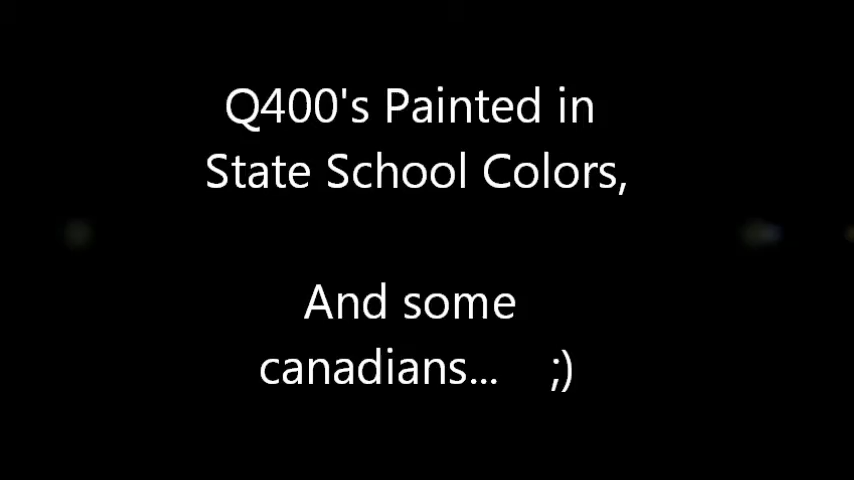 Q400's Painted in
State School Colors,
And some
canadians... ;)